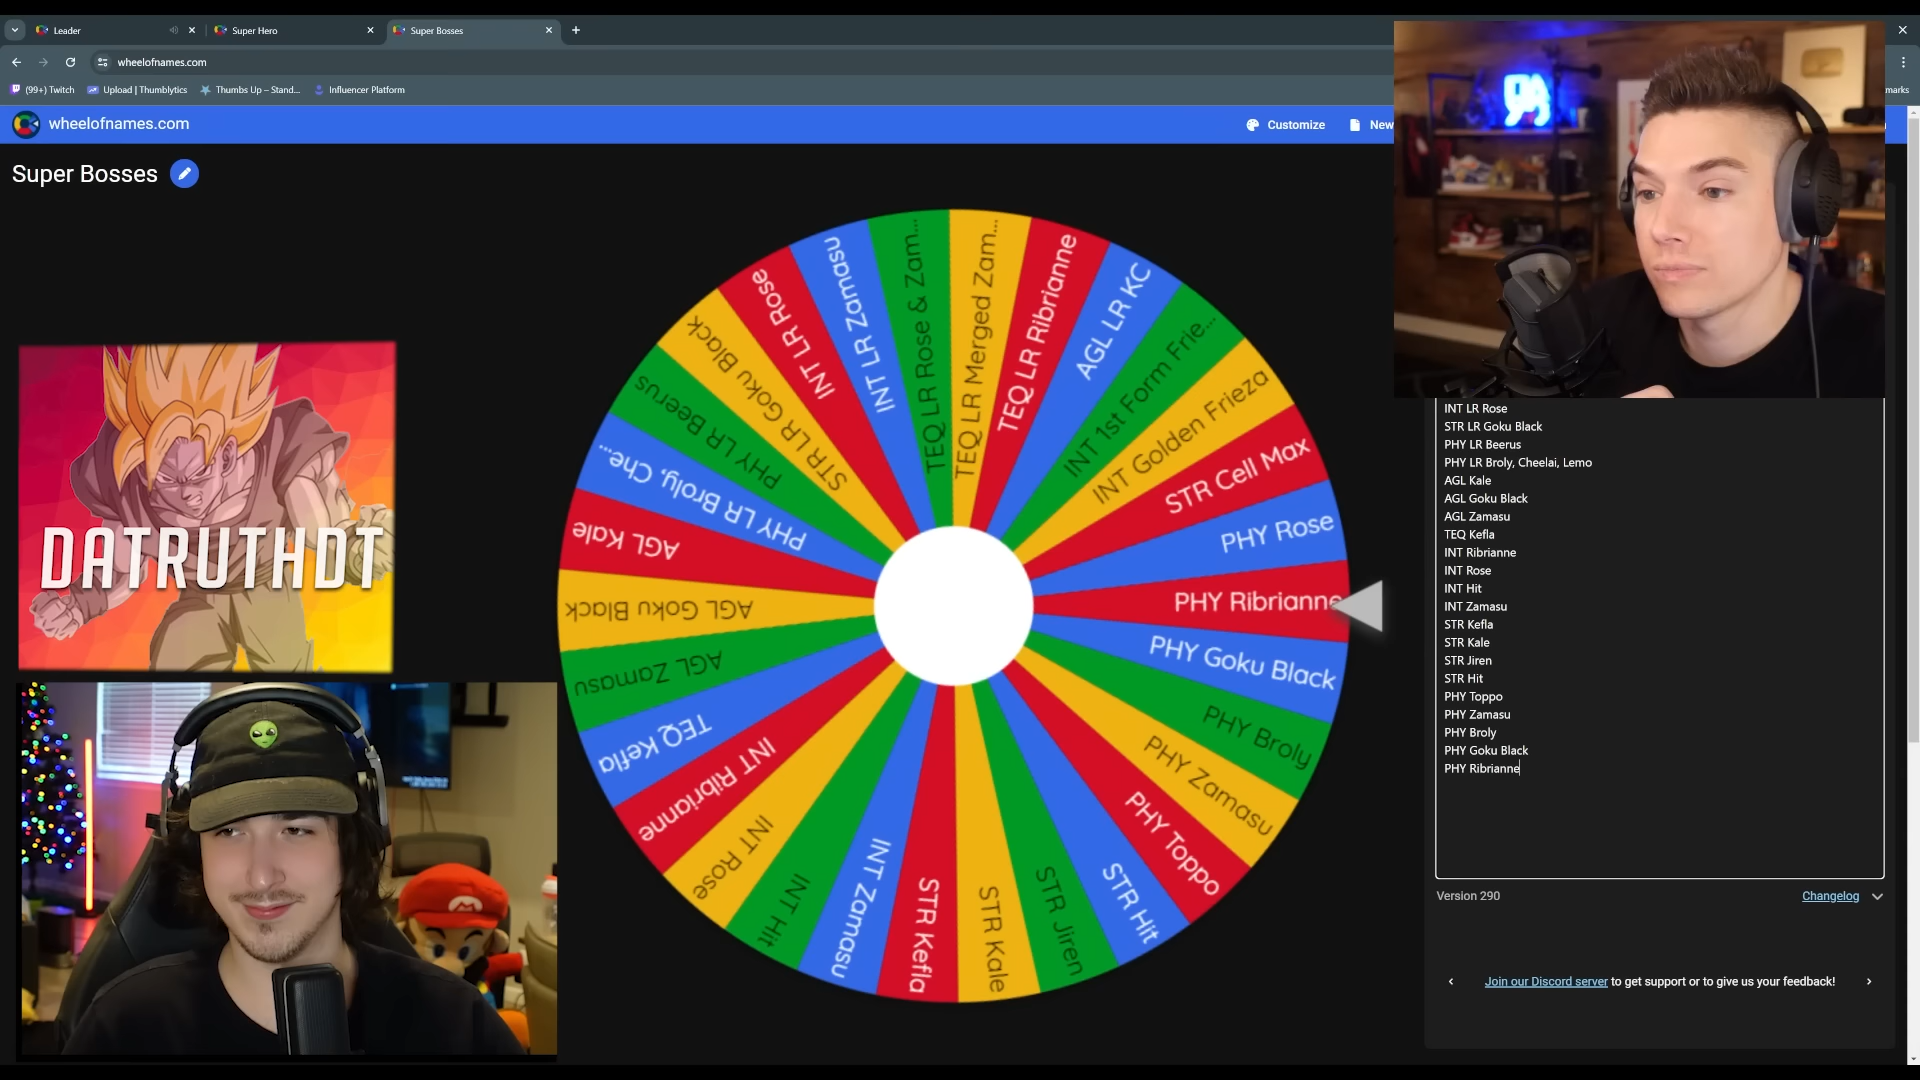 Leader
Super Hero
Super Bosses
wheelofnames.com
(99+) Twitch
Upload | Thumblytics
Thumbs Up – Stand...
Influencer Platform
marks
wheelofnames.com
Customize
New
Super Bosses
DATRUTHDT
TEQ LR Merged Zam...
TEQ LR Ribrianne
AGL LR KC
INT 1st Form Frie...
INT Golden Frieza
STR Cell Max
PHY Rose
PHY Ribrianne
PHY Goku Black
PHY Broly
PHY Zamasu
PHY Toppo
STR Hit
STR Jiren
STR Kale
STR Kefla
INT Zamasu
INT Hit
INT Rose
INT Ribrianne
TEQ Kefla
AGL Zamasu
AGL Goku Black
AGL Kale
PHY LR Broly, Che...
PHY LR Beerus
STR LR Goku Black
INT LR Rose
INT LR Zamasu
TEQ LR Rose & Zam...
INT LR Rose
STR LR Goku Black
PHY LR Beerus
PHY LR Broly, Cheelai, Lemo
AGL Kale
AGL Goku Black
AGL Zamasu
TEQ Kefla
INT Ribrianne
INT Rose
INT Hit
INT Zamasu
STR Kefla
STR Kale
STR Jiren
STR Hit
PHY Toppo
PHY Zamasu
PHY Broly
PHY Goku Black
PHY Ribrianne
Version 290
Changelog
Join our Discord server to get support or to give us your feedback!